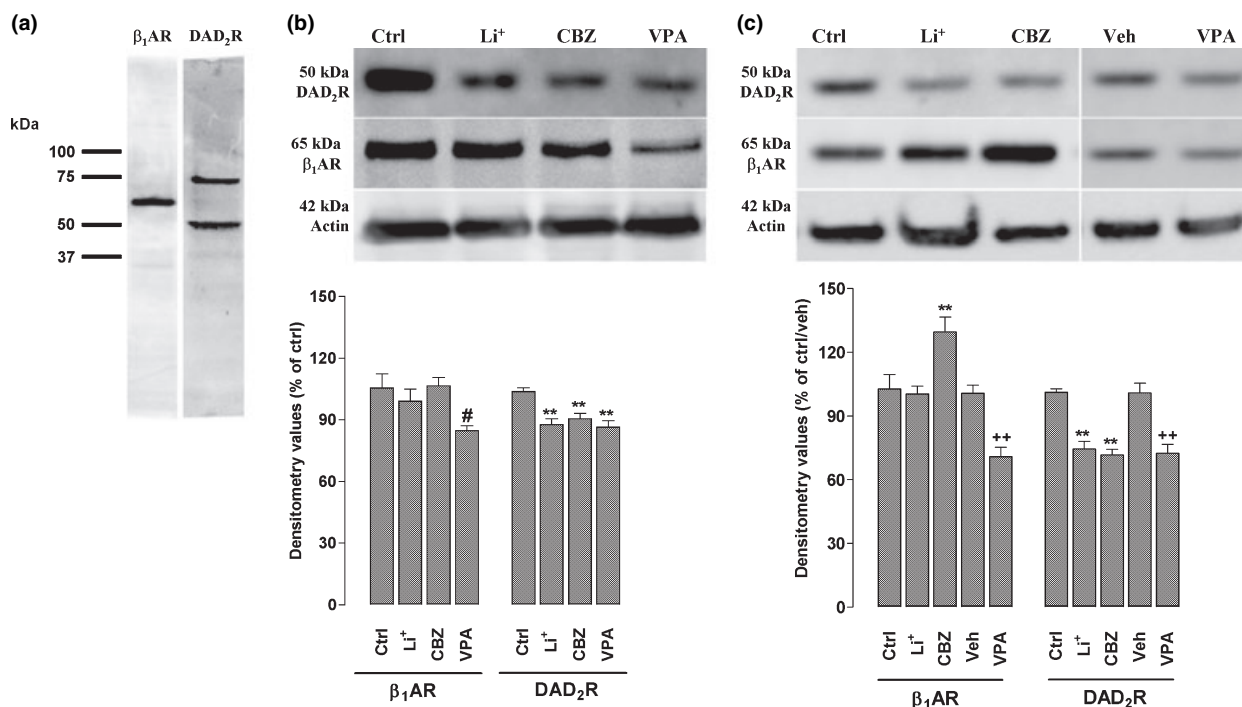 (a)
β₁AR DAD₂R
kDa
100
75
50
37
(b)
Ctrl Li⁺ CBZ VPA
50 kDa
DAD₂R
65 kDa
β₁AR
42 kDa
Actin
Densitometry values (% of ctrl)
150
120
90
60
30
0
#
** ** **
Ctrl Li⁺ CBZ VPA Ctrl Li⁺ CBZ VPA
β₁AR DAD₂R
(c)
Ctrl Li⁺ CBZ Veh VPA
50 kDa
DAD₂R
65 kDa
β₁AR
42 kDa
Actin
Densitometry values (% of ctrl/veh)
150
120
90
60
30
0
**
++
** ** ++
Ctrl Li⁺ CBZ Veh VPA Ctrl Li⁺ CBZ Veh VPA
β₁AR DAD₂R